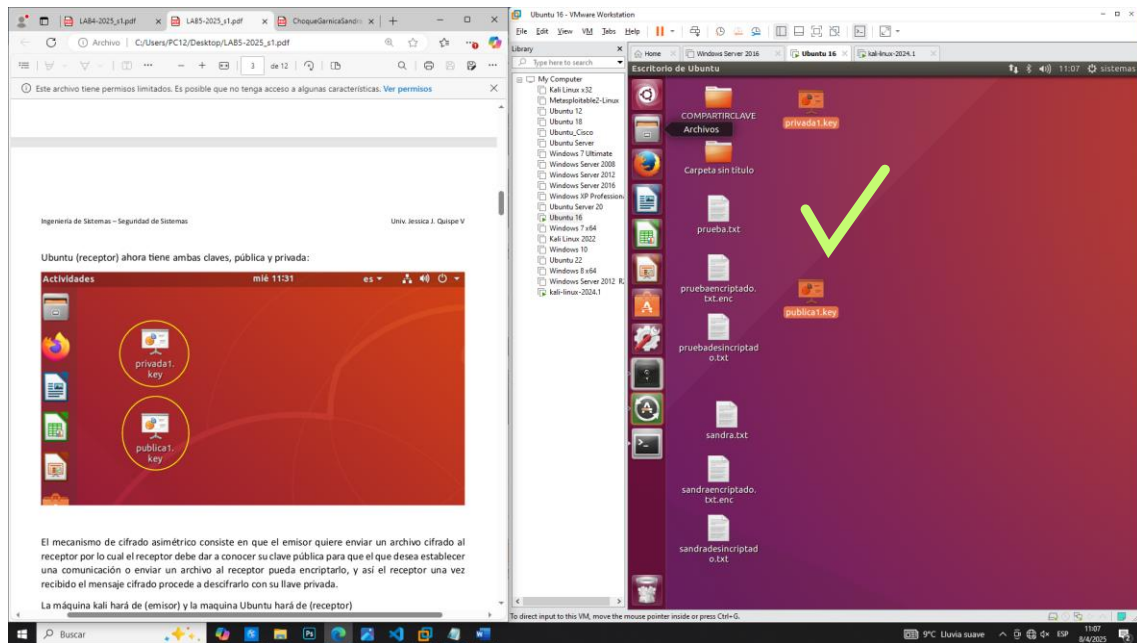 LAB4-2025_s1.pdf
LAB5-2025_s1.pdf
ChoqueGarnicaSandra
Archivo
C:/Users/PC12/Desktop/LAB5-2025_s1.pdf
3 de 12
Este archivo tiene permisos limitados. Es posible que no tenga acceso a algunas características. Ver permisos
Ingeniería de Sistemas – Seguridad de Sistemas
Univ. Jessica J. Quispe V
Ubuntu (receptor) ahora tiene ambas claves, pública y privada:
Actividades
mié 11:31
es
privada1.
key
publica1.
key
El mecanismo de cifrado asimétrico consiste en que el emisor quiere enviar un archivo cifrado al
receptor por lo cual el receptor debe dar a conocer su clave pública para que el que desea establecer
una comunicación o enviar un archivo al receptor pueda encriptarlo, y así el receptor una vez
recibido el mensaje cifrado procede a descifrarlo con su llave privada.
La máquina kali hará de (emisor) y la maquina Ubuntu hará de (receptor)
Ubuntu 16 - VMware Workstation
File Edit View VM Tabs Help
Library
Type here to search
My Computer
Kali Linux x32
Metasploitable2-Linux
Ubuntu 12
Ubuntu 18
Ubuntu_Cisco
Ubuntu Server
Windows 7 Ultimate
Windows Server 2008
Windows Server 2012
Windows Server 2016
Windows XP Profession
Ubuntu Server 20
Ubuntu 16
Windows 7 x64
Kali Linux 2022
Windows 10
Ubuntu 22
Windows 8 x64
Windows Server 2012 R
kali-linux-2024.1
Home
Windows Server 2016
Ubuntu 16
kali-linux-2024.1
Escritorio de Ubuntu
11:07
sistemas
COMPARTIRCLAVE
Archivos
privada1.key
Carpeta sin título
prueba.txt
pruebaencriptado.
txt.enc
publica1.key
pruebadesincriptad
o.txt
sandra.txt
sandraencriptado.
txt.enc
sandradesincriptad
o.txt
To direct input to this VM, move the mouse pointer inside or press Ctrl+G.
Buscar
9°C Lluvia suave
ESP
11:07
8/4/2025